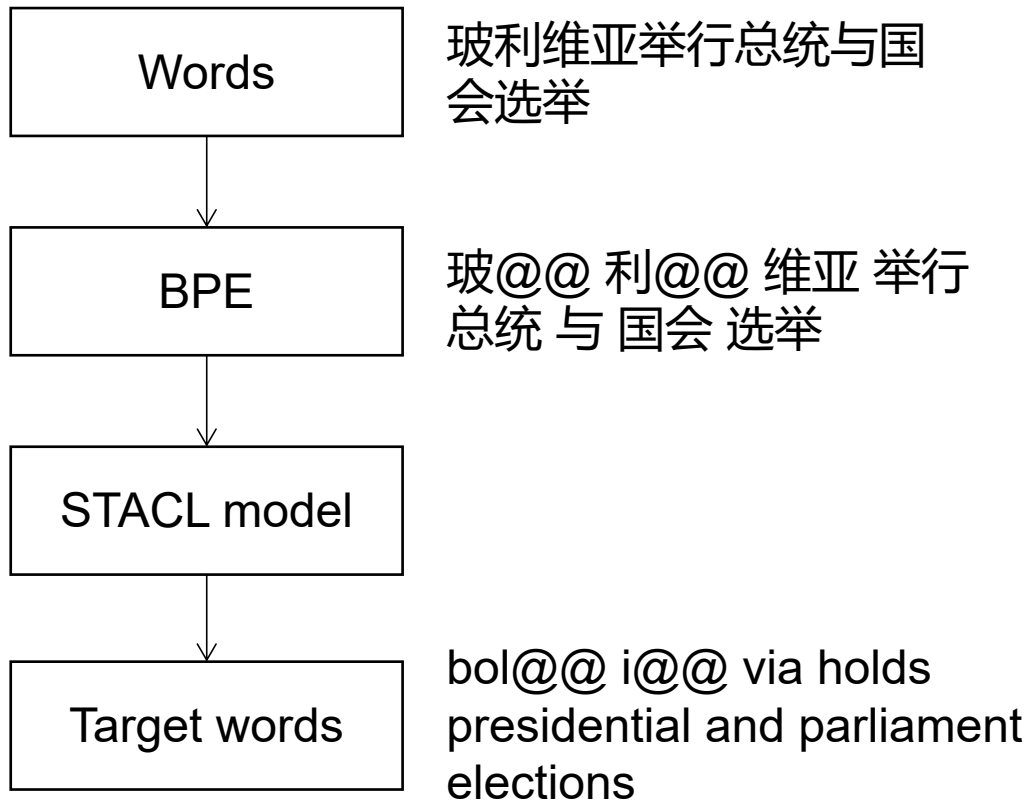 Words
玻利维亚举行总统与国
会选举
BPE
玻@@ 利@@ 维亚 举行
总统 与 国会 选举
STACL model
Target words
bol@@ i@@ via holds
presidential and parliament
elections